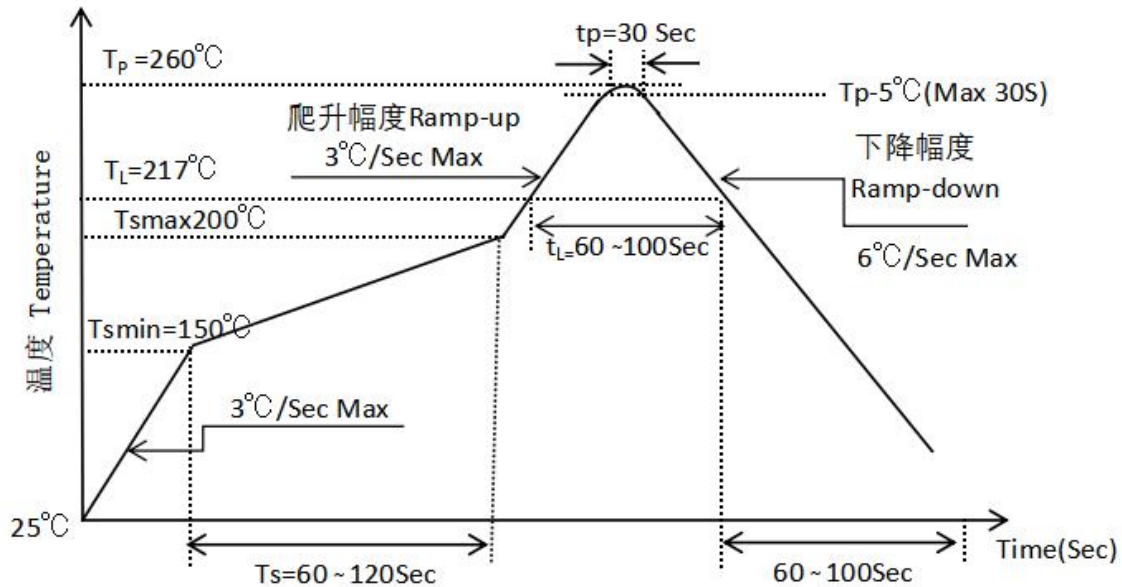 tp=30 Sec
Tₚ=260℃
Tp-5℃(Max 30S)
爬升幅度Ramp-up
3℃/Sec Max
下降幅度
Ramp-down
6℃/Sec Max
T_L=217℃
Tsmax200℃
t_L=60~100Sec
Tsmin=150℃
温度 Temperature
3℃/Sec Max
25℃
Time(Sec)
Ts=60~120Sec
60~100Sec